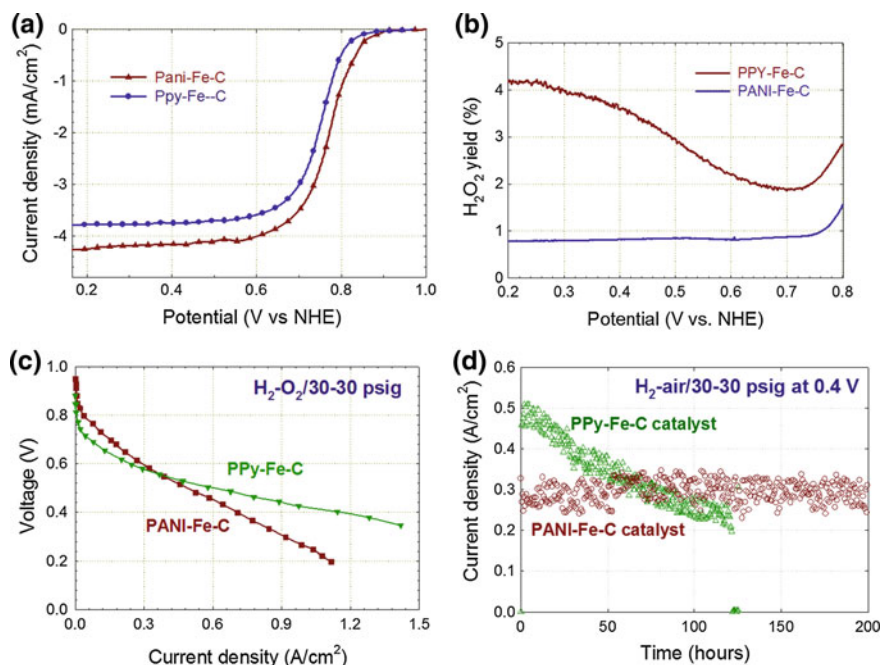 (a)
0
-1
-2
-3
-4
Current density (mA/cm²)
Pani-Fe-C
Ppy-Fe--C
0.2 0.4 0.6 0.8 1.0
Potential (V vs NHE)
(b)
5
4
3
2
1
0
H₂O₂ yield (%)
PPY-Fe-C
PANI-Fe-C
0.2 0.3 0.4 0.5 0.6 0.7 0.8
Potential (V vs. NHE)
(c)
1.0
0.8
0.6
0.4
0.2
0.0
Voltage (V)
H₂-O₂/30-30 psig
PPy-Fe-C
PANI-Fe-C
0.0 0.3 0.6 0.9 1.2 1.5
Current density (A/cm²)
(d)
0.6
0.5
0.4
0.3
0.2
0.1
0.0
Current density (A/cm²)
H₂-air/30-30 psig at 0.4 V
PPy-Fe-C catalyst
PANI-Fe-C catalyst
0 50 100 150 200
Time (hours)